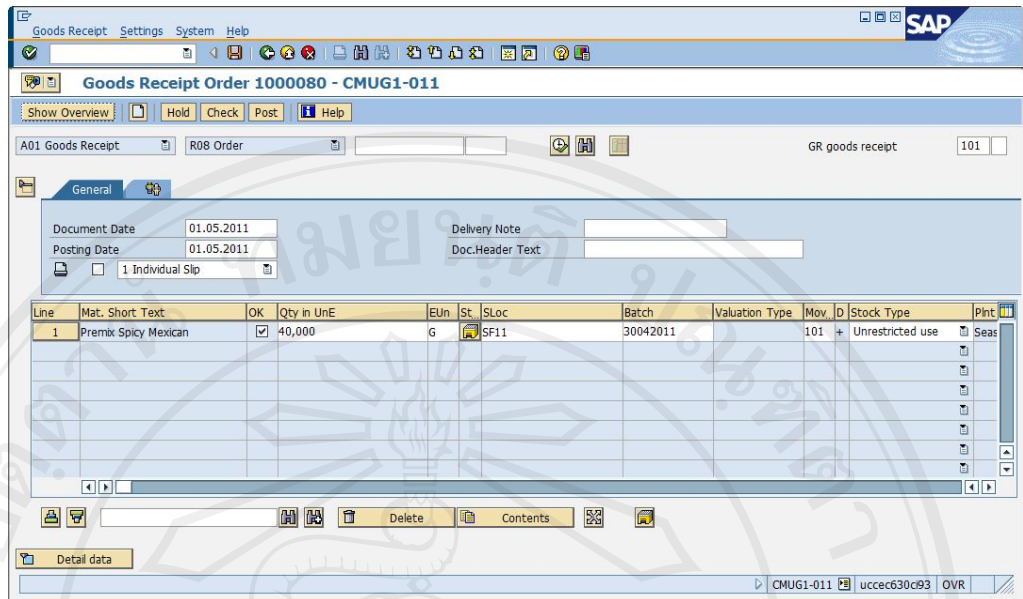 Goods Receipt Settings System Help
SAP
Goods Receipt Order 1000080 - CMUG1-011
Show Overview Hold Check Post Help
A01 Goods Receipt R08 Order GR goods receipt 101
General
Document Date 01.05.2011 Delivery Note
Posting Date 01.05.2011 Doc.Header Text
1 Individual Slip
Line Mat. Short Text OK Qty in UnE EUn St... SLoc Batch Valuation Type Mov... D Stock Type Plnt
1 Premix Spicy Mexican 40,000 G SF11 30042011 101 + Unrestricted use Seas
Delete Contents
Detail data
CMUG1-011 uccec630ci93 OVR